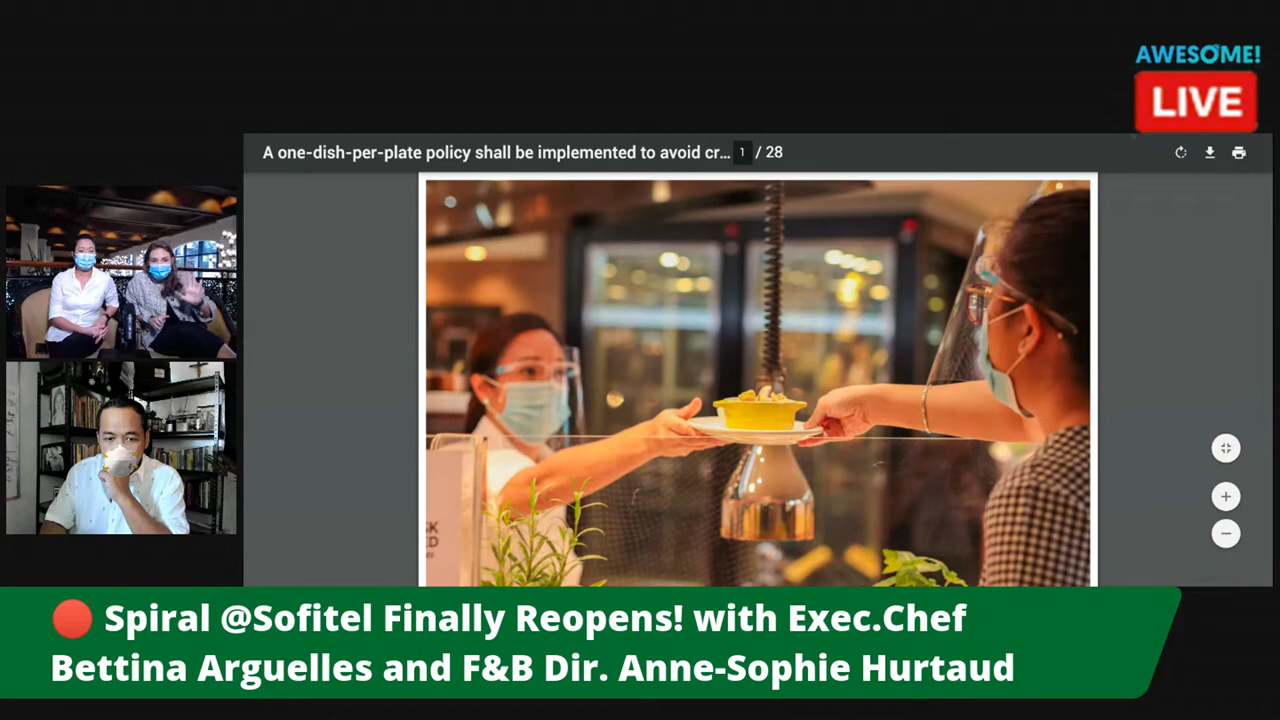 AWESOME!
LIVE
A one-dish-per-plate policy shall be implemented to avoid cr... 1 / 28
Spiral @Sofitel Finally Reopens! with Exec.Chef
Bettina Arguelles and F&B Dir. Anne-Sophie Hurtaud